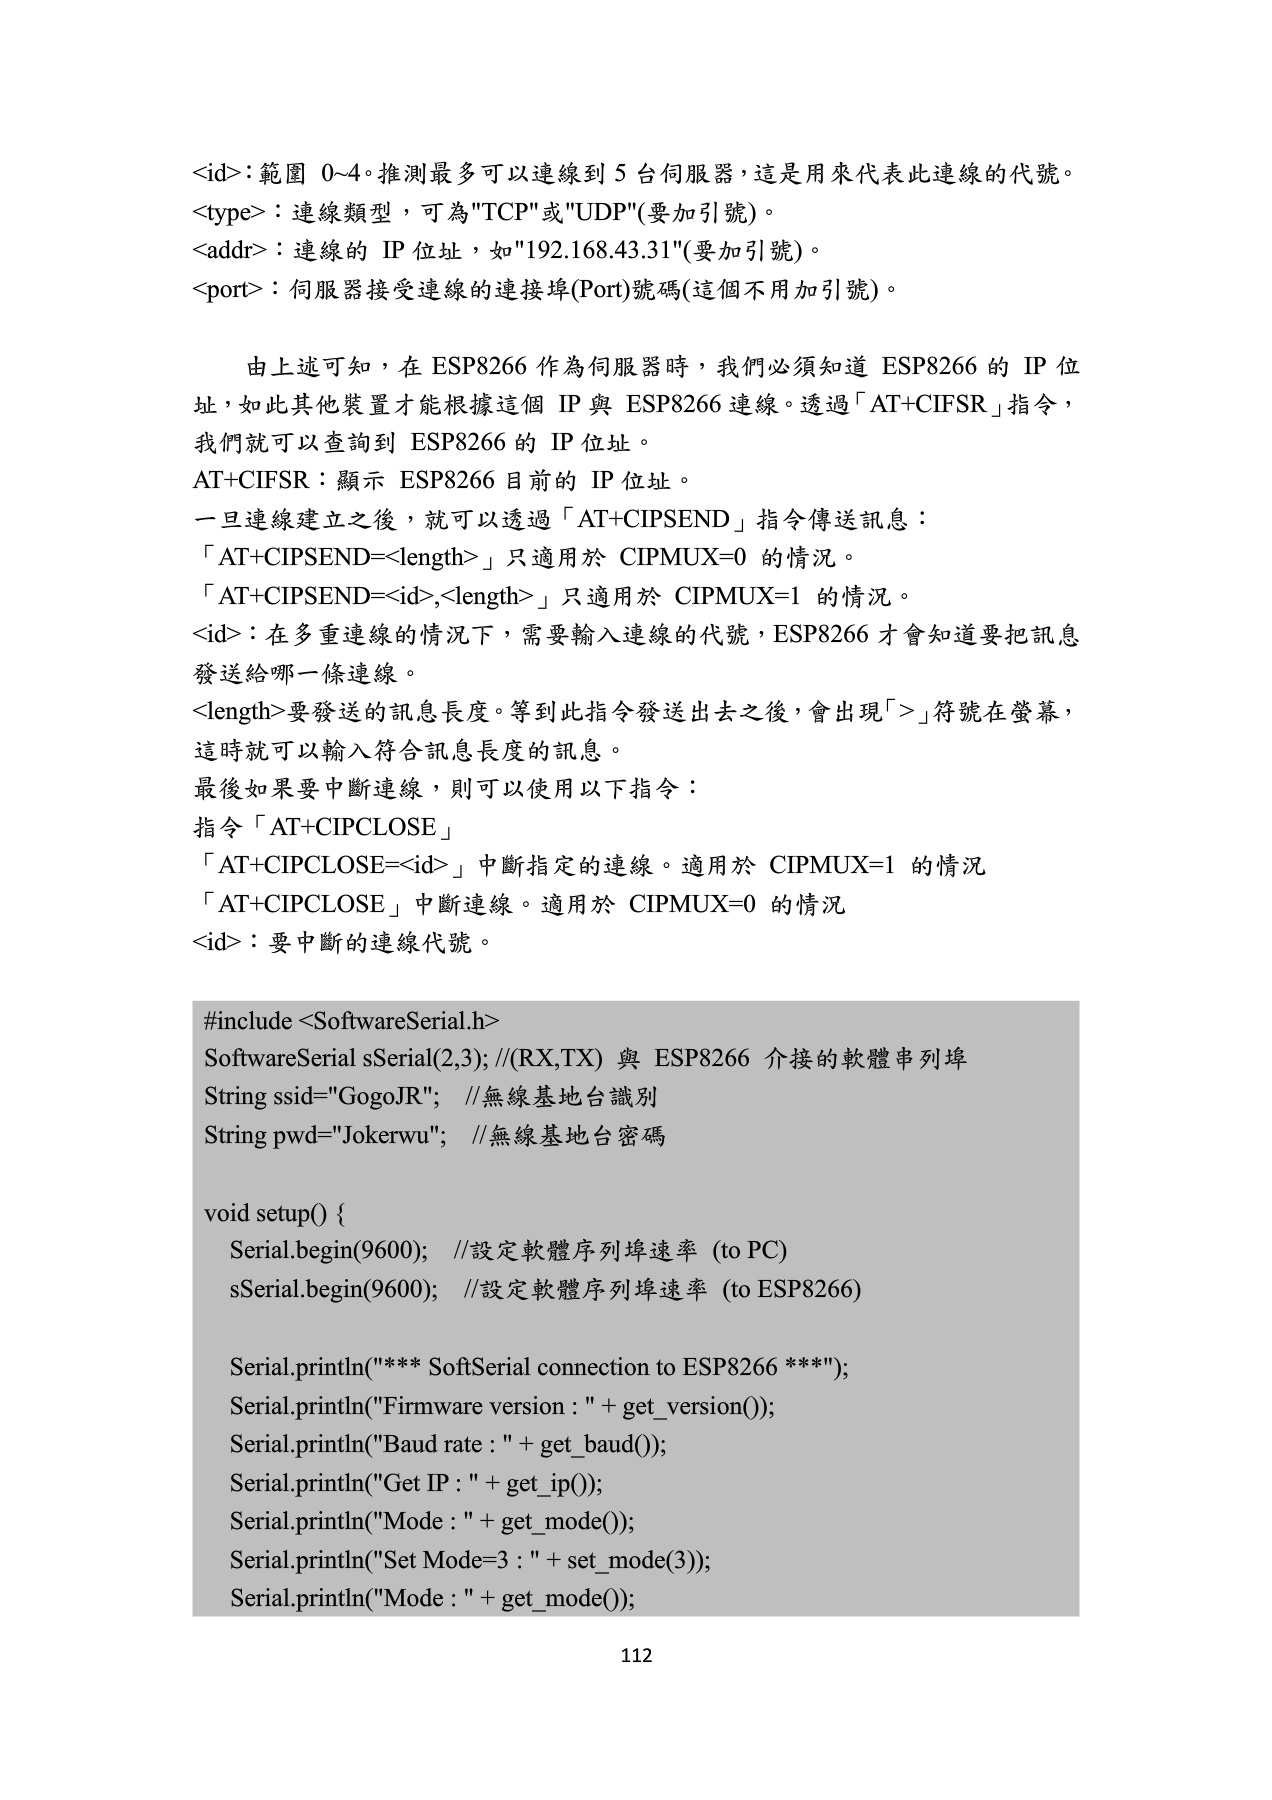 <id>：範圍 0~4。推測最多可以連線到 5 台伺服器，這是用來代表此連線的代號。
<type>：連線類型，可為"TCP"或"UDP"(要加引號)。
<addr>：連線的 IP 位址，如"192.168.43.31"(要加引號)。
<port>：伺服器接受連線的連接埠(Port)號碼(這個不用加引號)。
由上述可知，在 ESP8266 作為伺服器時，我們必須知道 ESP8266 的 IP 位
址，如此其他裝置才能根據這個 IP 與 ESP8266 連線。透過「AT+CIFSR」指令，
我們就可以查詢到 ESP8266 的 IP 位址。
AT+CIFSR：顯示 ESP8266 目前的 IP 位址。
一旦連線建立之後，就可以透過「AT+CIPSEND」指令傳送訊息：
「AT+CIPSEND=<length>」只適用於 CIPMUX=0 的情況。
「AT+CIPSEND=<id>,<length>」只適用於 CIPMUX=1 的情況。
<id>：在多重連線的情況下，需要輸入連線的代號，ESP8266 才會知道要把訊息
發送給哪一條連線。
<length>要發送的訊息長度。等到此指令發送出去之後，會出現「>」符號在螢幕，
這時就可以輸入符合訊息長度的訊息。
最後如果要中斷連線，則可以使用以下指令：
指令「AT+CIPCLOSE」
「AT+CIPCLOSE=<id>」中斷指定的連線。適用於 CIPMUX=1 的情況
「AT+CIPCLOSE」中斷連線。適用於 CIPMUX=0 的情況
<id>：要中斷的連線代號。
#include <SoftwareSerial.h>
SoftwareSerial sSerial(2,3); //(RX,TX) 與 ESP8266 介接的軟體串列埠
String ssid="GogoJR"; //無線基地台識別
String pwd="Jokerwu"; //無線基地台密碼
void setup() {
Serial.begin(9600); //設定軟體序列埠速率 (to PC)
sSerial.begin(9600); //設定軟體序列埠速率 (to ESP8266)
Serial.println("*** SoftSerial connection to ESP8266 ***");
Serial.println("Firmware version : " + get_version());
Serial.println("Baud rate : " + get_baud());
Serial.println("Get IP : " + get_ip());
Serial.println("Mode : " + get_mode());
Serial.println("Set Mode=3 : " + set_mode(3));
Serial.println("Mode : " + get_mode());
112